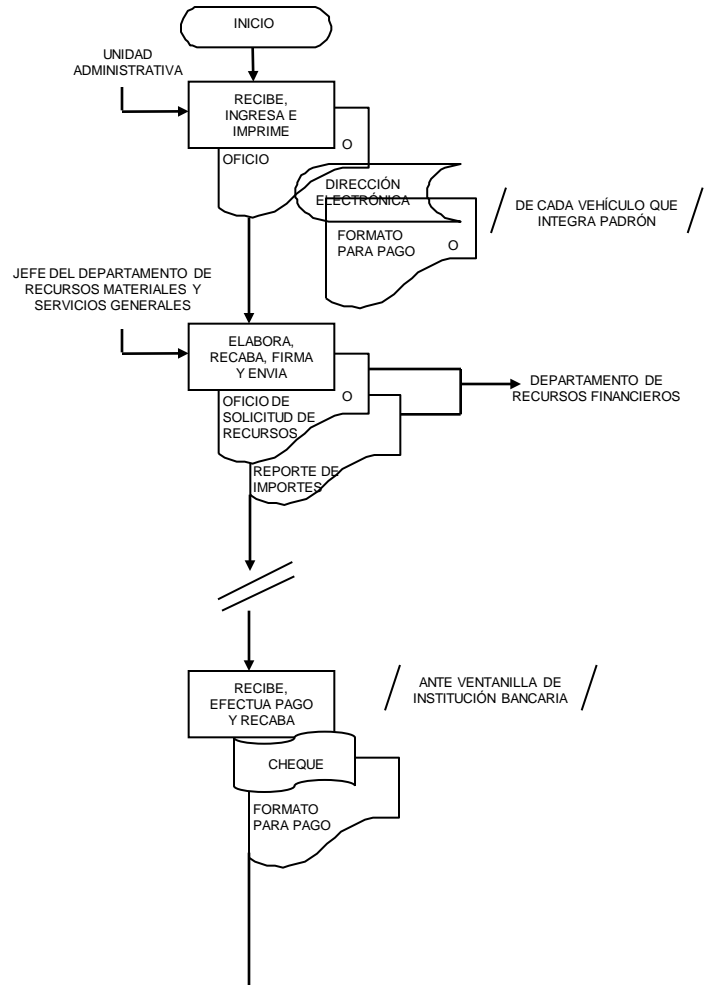 INICIO
UNIDAD
ADMINISTRATIVA
RECIBE,
INGRESA E
IMPRIME
O
OFICIO
DIRECCIÓN
ELECTRÓNICA
DE CADA VEHÍCULO QUE
INTEGRA PADRÓN
FORMATO
PARA PAGO
O
JEFE DEL DEPARTAMENTO DE
RECURSOS MATERIALES Y
SERVICIOS GENERALES
ELABORA,
RECABA, FIRMA
Y ENVIA
O
OFICIO DE
SOLICITUD DE
RECURSOS
DEPARTAMENTO DE
RECURSOS FINANCIEROS
REPORTE DE
IMPORTES
RECIBE,
EFECTUA PAGO
Y RECABA
ANTE VENTANILLA DE
INSTITUCIÓN BANCARIA
CHEQUE
FORMATO
PARA PAGO